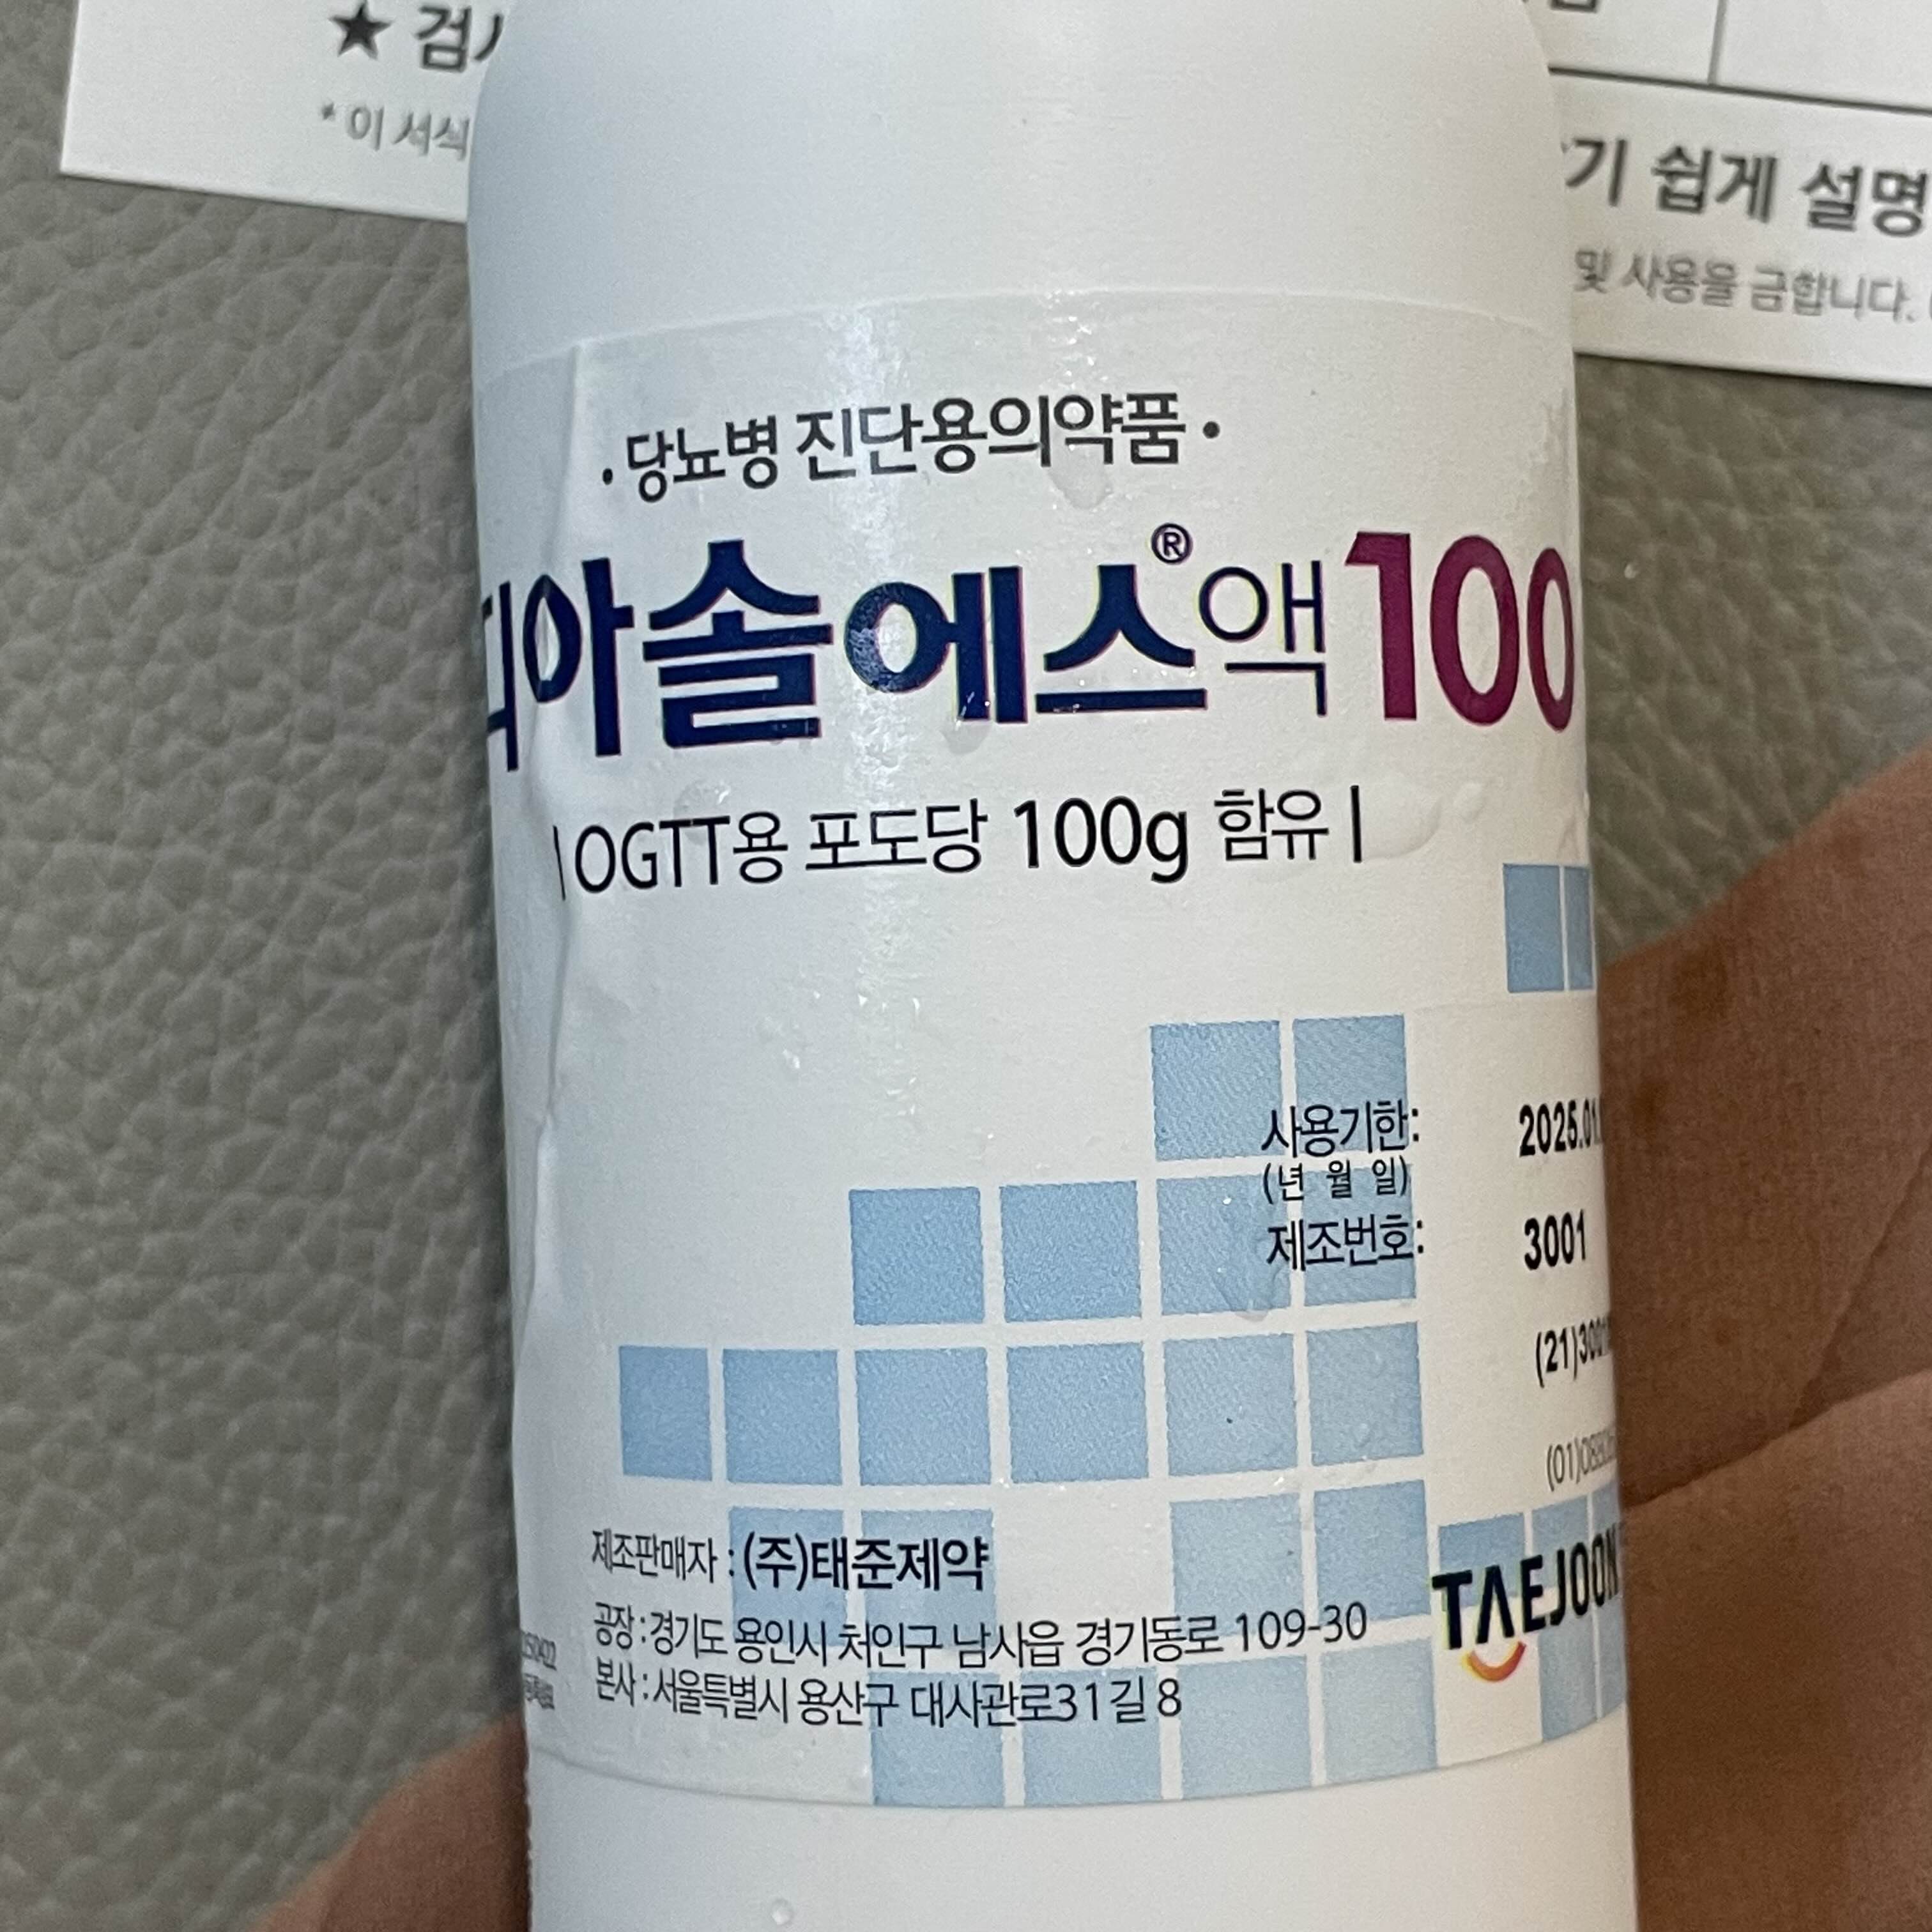 ★ 검사
* 이 서식
기 쉽게 설명
및 사용을 금합니다.
· 당뇨병 진단용의약품 ·
디아솔에스®액100
| OGTT용 포도당 100g 함유 |
사용기한: 2025.01
(년 월 일)
제조번호: 3001
(21)3001
제조판매자 : (주)태준제약
공장 : 경기도 용인시 처인구 남사읍 경기동로 109-30
본사 : 서울특별시 용산구 대사관로31길 8
TAEJOON